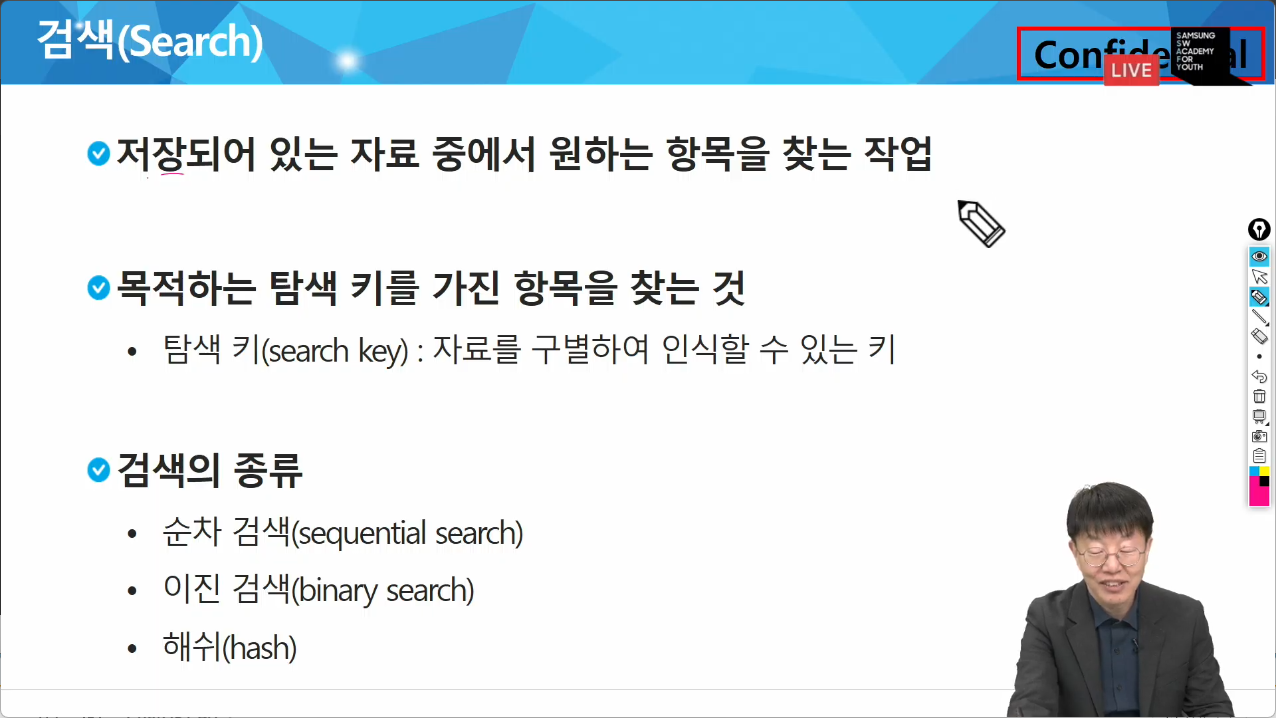 검색(Search)
Confide al
LIVE
SAMSUNG
SW
ACADEMY
FOR
YOUTH
저장되어 있는 자료 중에서 원하는 항목을 찾는 작업
목적하는 탐색 키를 가진 항목을 찾는 것
• 탐색 키(search key) : 자료를 구별하여 인식할 수 있는 키
검색의 종류
• 순차 검색(sequential search)
• 이진 검색(binary search)
• 해쉬(hash)